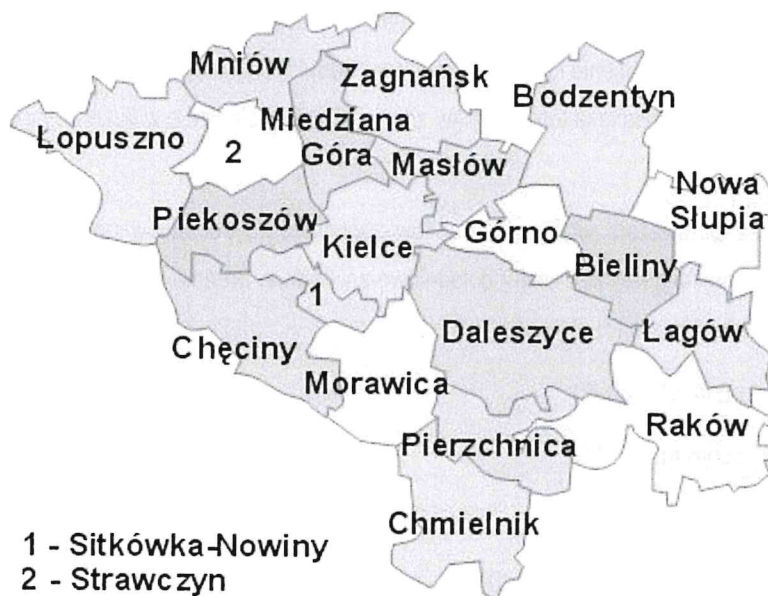 Mniów
Zagnańsk
Bodzentyn
Łopuszno
2
Miedziana
Góra
Masłów
Nowa
Słupia
Piekoszów
Kielce
Górno
Bieliny
1
Chęciny
Daleszyce
Łagów
Morawica
Raków
Pierzchnica
Chmielnik
1 - Sitkówka-Nowiny
2 - Strawczyn